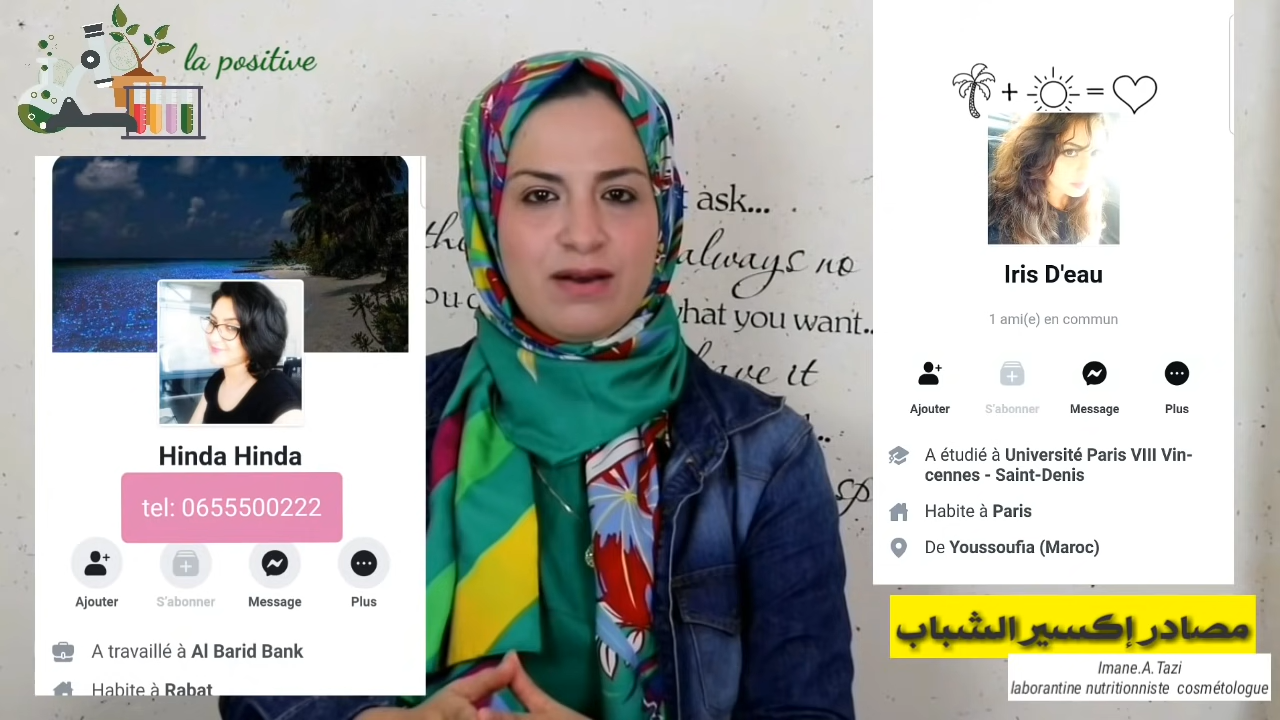 la positive
Hinda Hinda
tel: 0655500222
Ajouter
S'abonner
Message
Plus
A travaillé à Al Barid Bank
Habite à Rabat
ask...
always no
what you want..
have it
+ = 
Iris D'eau
1 ami(e) en commun
Ajouter
S'abonner
Message
Plus
A étudié à Université Paris VIII Vin-
cennes - Saint-Denis
Habite à Paris
De Youssoufia (Maroc)
مصادر إكسير الشباب
Imane.A.Tazi
laborantine nutritionniste cosmétologue